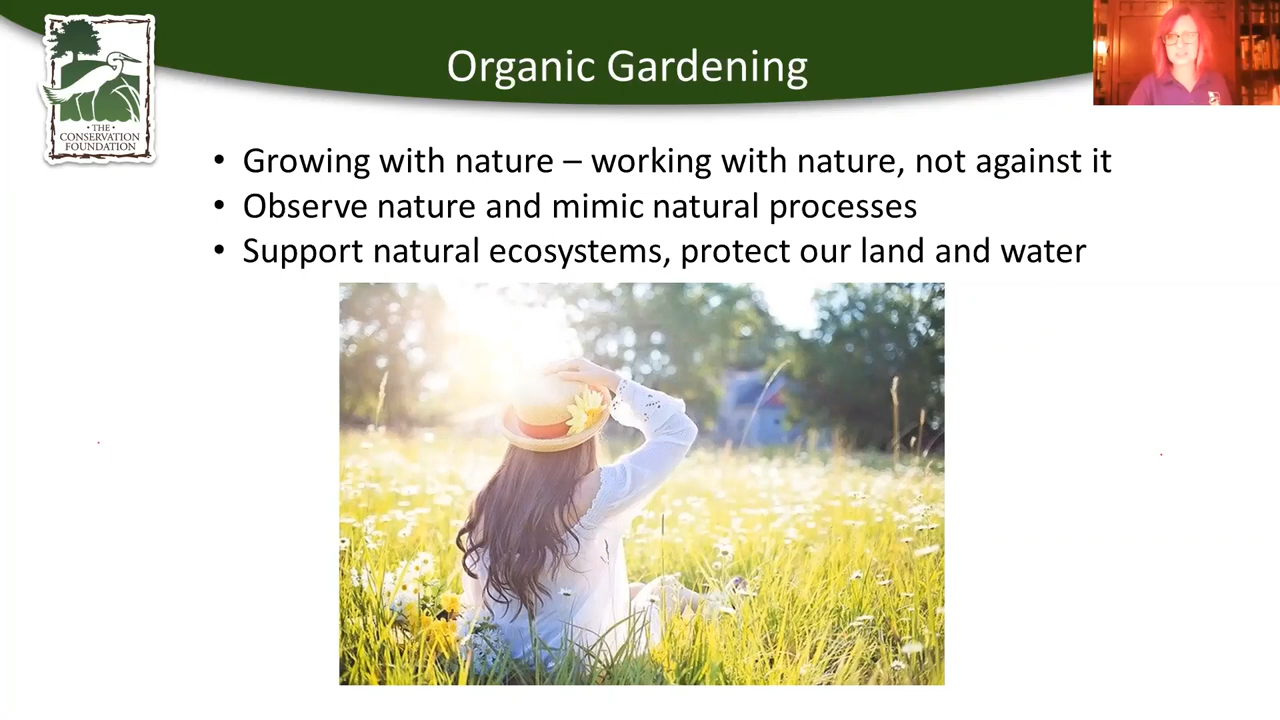 Organic Gardening
• THE •
CONSERVATION
FOUNDATION
• Growing with nature – working with nature, not against it
• Observe nature and mimic natural processes
• Support natural ecosystems, protect our land and water